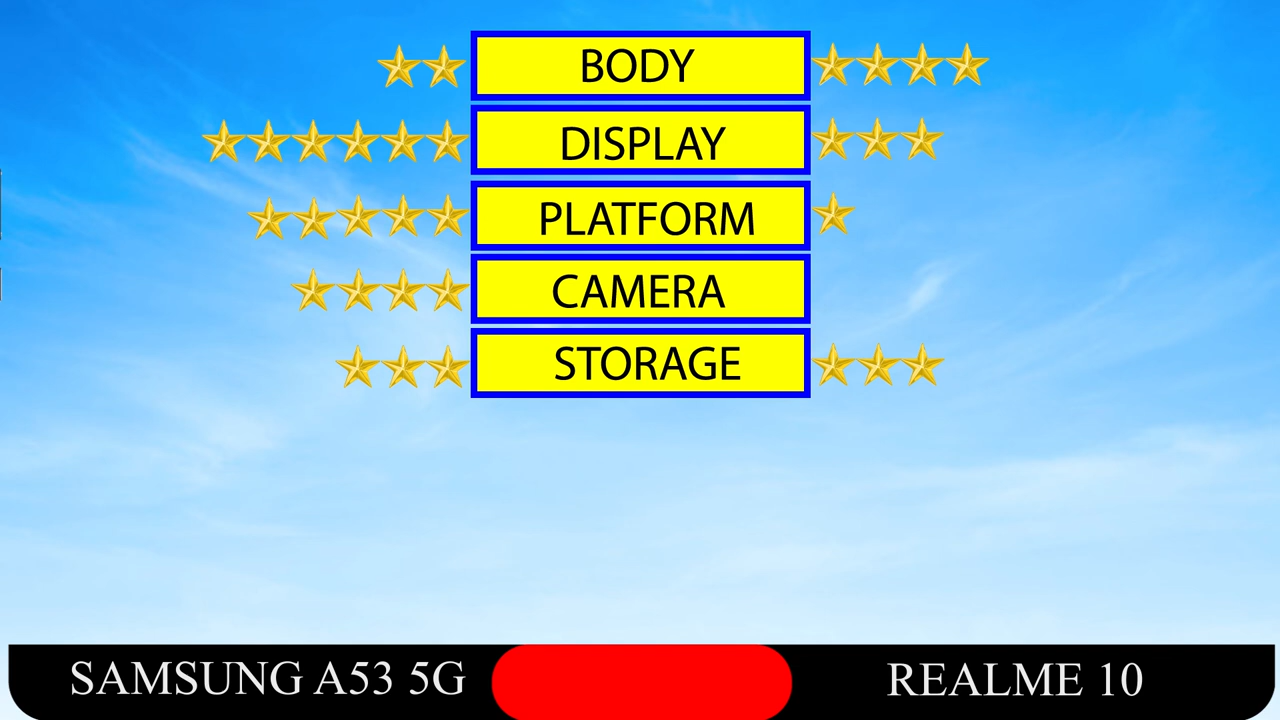 BODY
DISPLAY
PLATFORM
CAMERA
STORAGE
SAMSUNG A53 5G
REALME 10